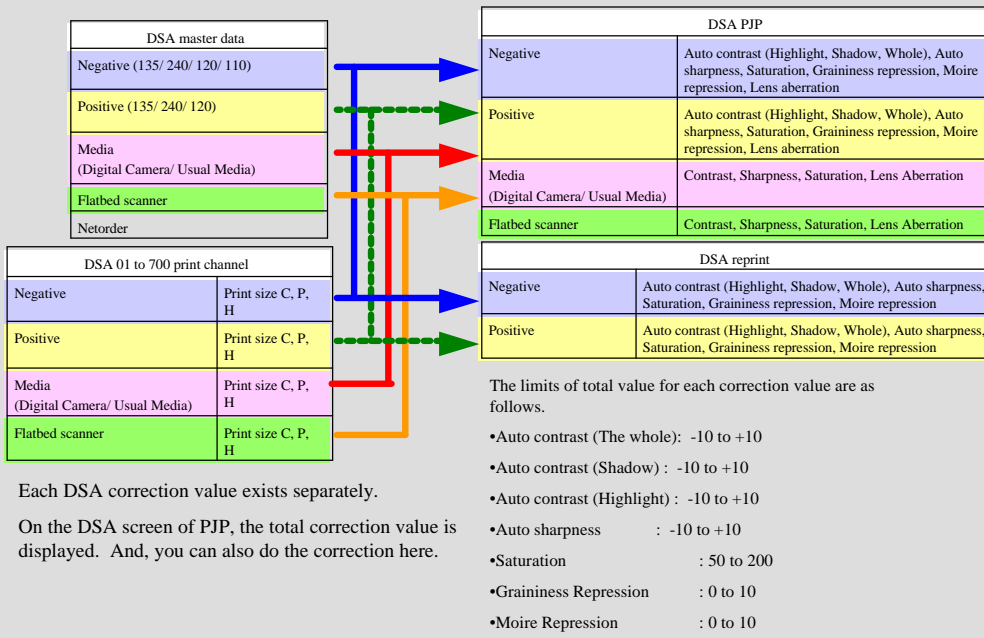 DSA master data
Negative (135/ 240/ 120/ 110)
Positive (135/ 240/ 120)
Media
(Digital Camera/ Usual Media)
Flatbed scanner
Netorder
DSA 01 to 700 print channel
Negative
Print size C, P,
H
Positive
Print size C, P,
H
Media
(Digital Camera/ Usual Media)
Print size C, P,
H
Flatbed scanner
Print size C, P,
H
Each DSA correction value exists separately.
On the DSA screen of PJP, the total correction value is
displayed. And, you can also do the correction here.
DSA PJP
Negative
Auto contrast (Highlight, Shadow, Whole), Auto
sharpness, Saturation, Graininess repression, Moire
repression, Lens aberration
Positive
Auto contrast (Highlight, Shadow, Whole), Auto
sharpness, Saturation, Graininess repression, Moire
repression, Lens aberration
Media
(Digital Camera/ Usual Media)
Contrast, Sharpness, Saturation, Lens Aberration
Flatbed scanner
Contrast, Sharpness, Saturation, Lens Aberration
DSA reprint
Negative
Auto contrast (Highlight, Shadow, Whole), Auto sharpness,
Saturation, Graininess repression, Moire repression
Positive
Auto contrast (Highlight, Shadow, Whole), Auto sharpness,
Saturation, Graininess repression, Moire repression
The limits of total value for each correction value are as
follows.
•Auto contrast (The whole): -10 to +10
•Auto contrast (Shadow) : -10 to +10
•Auto contrast (Highlight) : -10 to +10
•Auto sharpness : -10 to +10
•Saturation : 50 to 200
•Graininess Repression : 0 to 10
•Moire Repression : 0 to 10